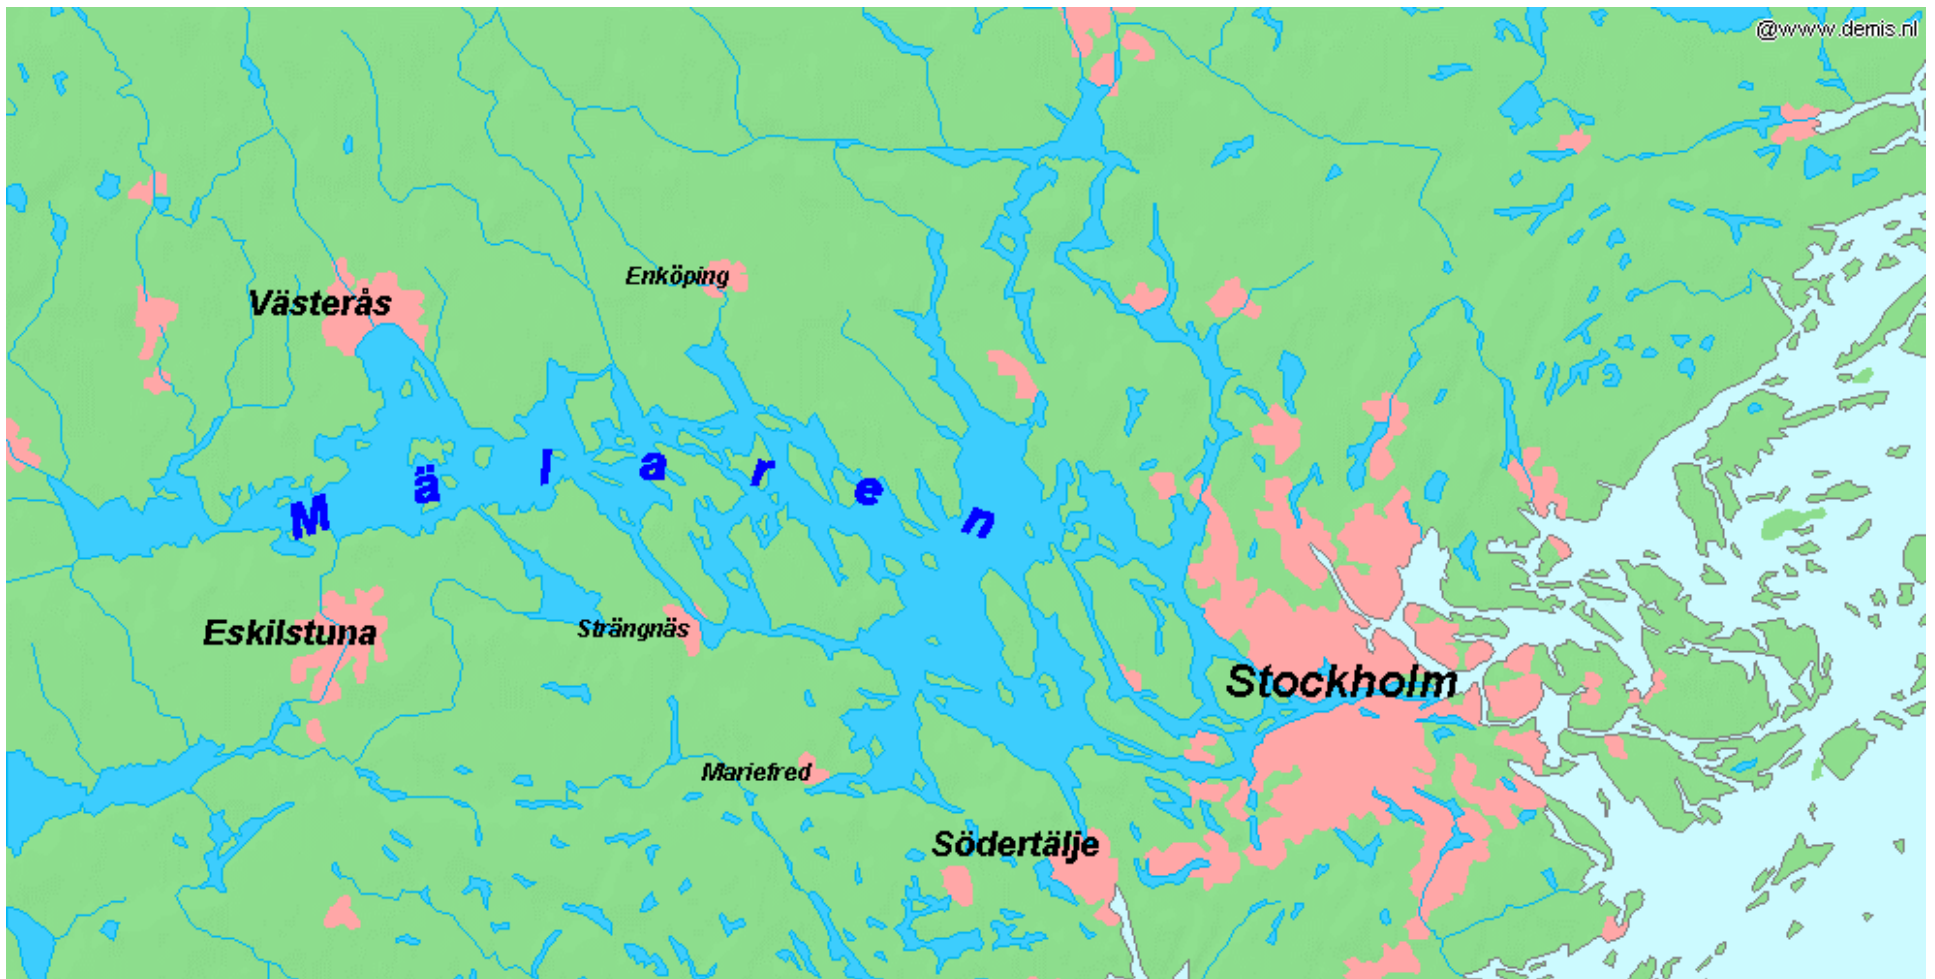 @www.demis.nl
Enköping
Västerås
Mälaren
Strängnäs
Eskilstuna
Stockholm
Mariefred
Södertälje